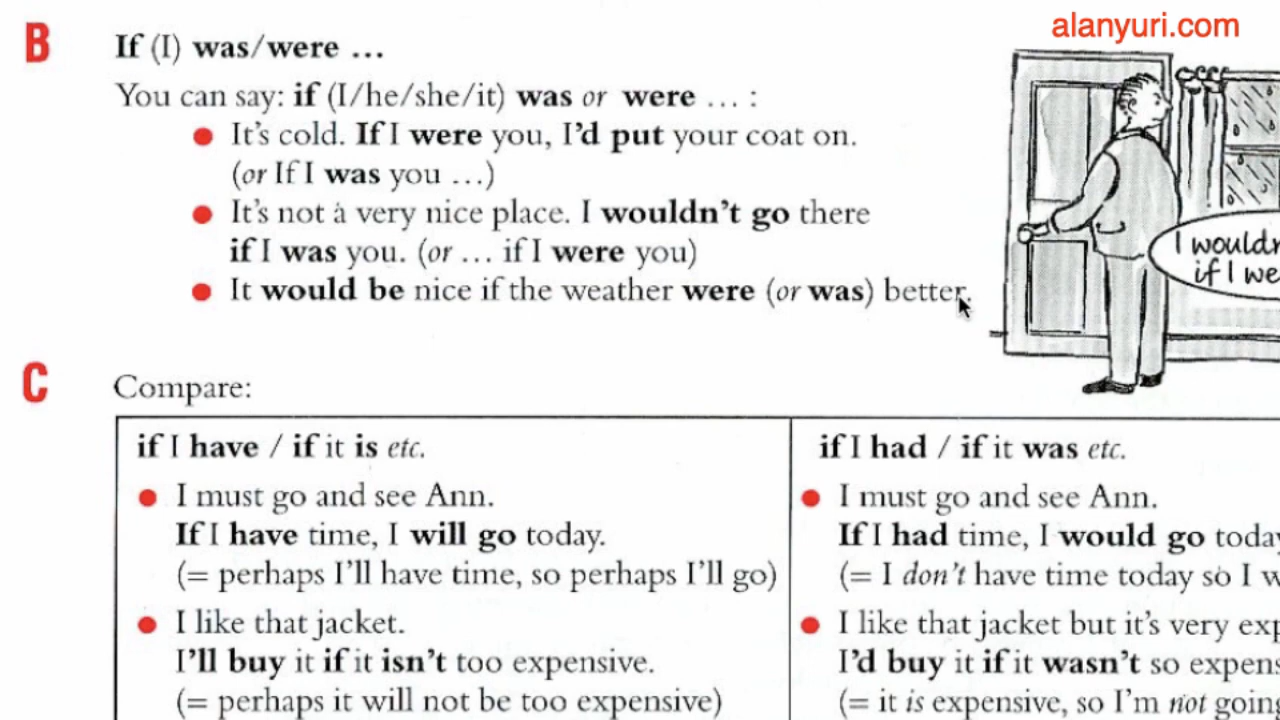 alanyuri.com
B
If (I) was/were ...
You can say: if (I/he/she/it) was or were ... :
• It's cold. If I were you, I'd put your coat on.
(or If I was you ...)
• It's not a very nice place. I wouldn't go there
if I was you. (or ... if I were you)
• It would be nice if the weather were (or was) better.
I wouldn
if I we
C
Compare:
if I have / if it is etc.
• I must go and see Ann.
If I have time, I will go today.
(= perhaps I'll have time, so perhaps I'll go)
• I like that jacket.
I'll buy it if it isn't too expensive.
(= perhaps it will not be too expensive)
if I had / if it was etc.
• I must go and see Ann.
If I had time, I would go today
(= I don't have time today so I w
• I like that jacket but it's very exp
I'd buy it if it wasn't so expens
(= it is expensive, so I'm not going